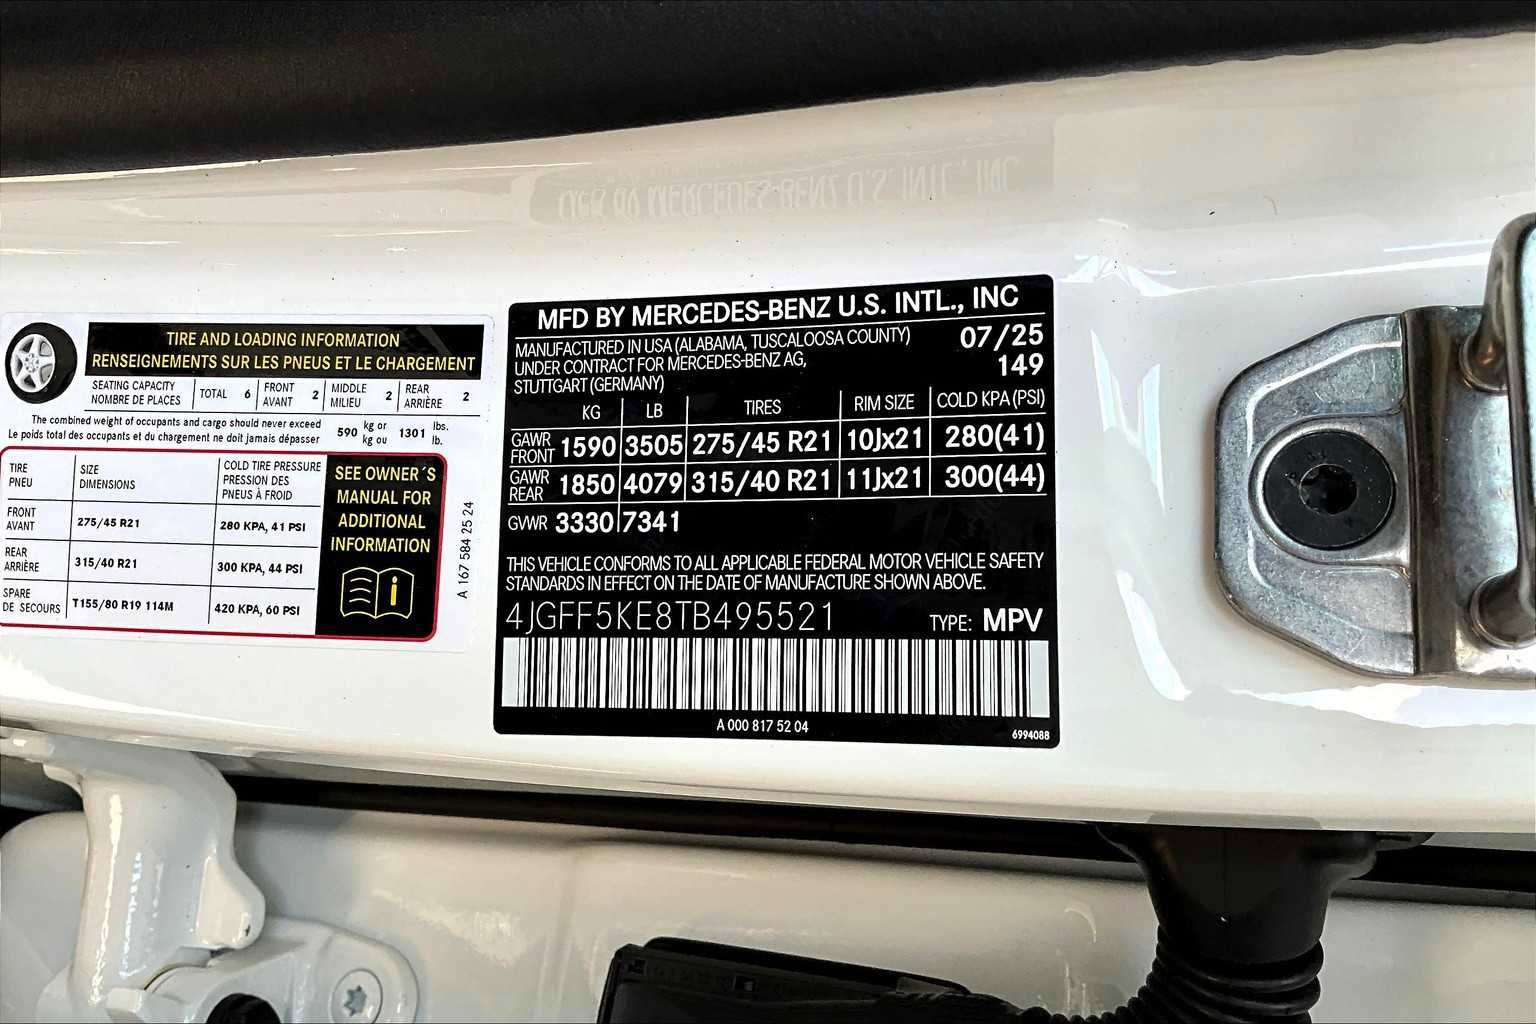 TIRE AND LOADING INFORMATION
RENSEIGNEMENTS SUR LES PNEUS ET LE CHARGEMENT
SEATING CAPACITY
NOMBRE DE PLACES
TOTAL 6
FRONT
AVANT 2
MIDDLE
MILIEU 2
REAR
ARRIÈRE 2
The combined weight of occupants and cargo should never exceed
Le poids total des occupants et du chargement ne doit jamais dépasser
590 kg or
kg ou
1301 lbs.
lb.
TIRE
PNEU
SIZE
DIMENSIONS
COLD TIRE PRESSURE
PRESSION DES
PNEUS À FROID
FRONT
AVANT
275/45 R21
280 KPA, 41 PSI
REAR
ARRIÈRE
315/40 R21
300 KPA, 44 PSI
SPARE
DE SECOURS
T155/80 R19 114M
420 KPA, 60 PSI
SEE OWNER´S
MANUAL FOR
ADDITIONAL
INFORMATION
i
A 167 584 25 24
MFD BY MERCEDES-BENZ U.S. INTL., INC
MANUFACTURED IN USA (ALABAMA, TUSCALOOSA COUNTY)
UNDER CONTRACT FOR MERCEDES-BENZ AG,
STUTTGART (GERMANY)
07/25
149
KG LB TIRES RIM SIZE COLD KPA (PSI)
GAWR
FRONT 1590 3505 275/45 R21 10Jx21 280(41)
GAWR
REAR 1850 4079 315/40 R21 11Jx21 300(44)
GVWR 3330 7341
THIS VEHICLE CONFORMS TO ALL APPLICABLE FEDERAL MOTOR VEHICLE SAFETY
STANDARDS IN EFFECT ON THE DATE OF MANUFACTURE SHOWN ABOVE.
4JGFF5KE8TB495521 TYPE: MPV
A 000 817 52 04
6994088